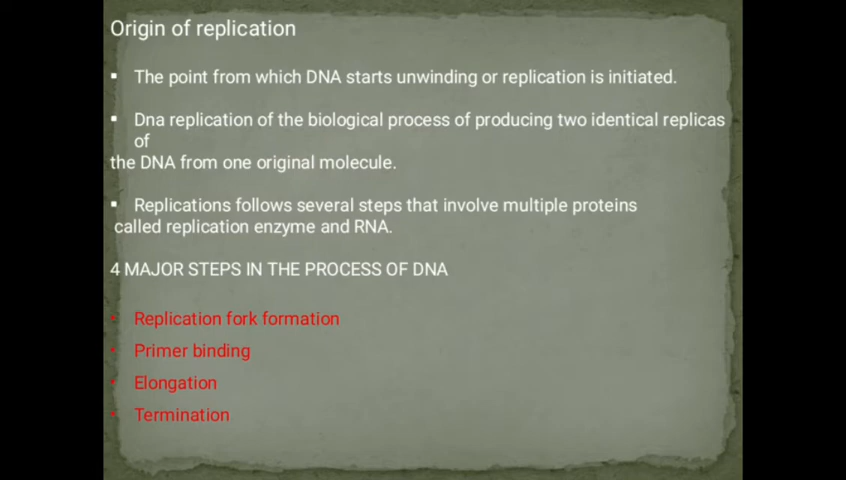 Origin of replication
▪ The point from which DNA starts unwinding or replication is initiated.
▪ Dna replication of the biological process of producing two identical replicas
of
the DNA from one original molecule.
▪ Replications follows several steps that involve multiple proteins
called replication enzyme and RNA.
4 MAJOR STEPS IN THE PROCESS OF DNA
• Replication fork formation
• Primer binding
• Elongation
• Termination